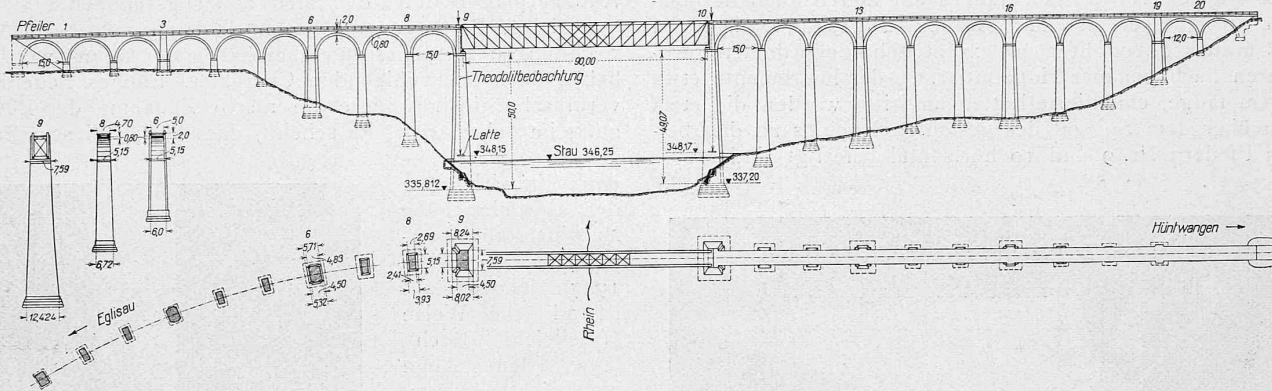 Pfeiler 1 3 6 2,0 8 9 10 13 16 19 20
0,80
15,0 15,0 90,00 15,0 12,0
Theodolitbeobachtung
50,0 49,07
Latte
348,15 Stau 346,25 348,17
335,812 337,20
9 8 4,70 6 5,0
0,80 2,0
7,59 5,15 5,15
6,72 6,0
12,424
6 8 9
5,71 4,83 2,69 8,24
5,15 7,59
2,41 4,50
4,50 5,32 3,93 8,02
Eglisau
Rhein
Hüntwangen